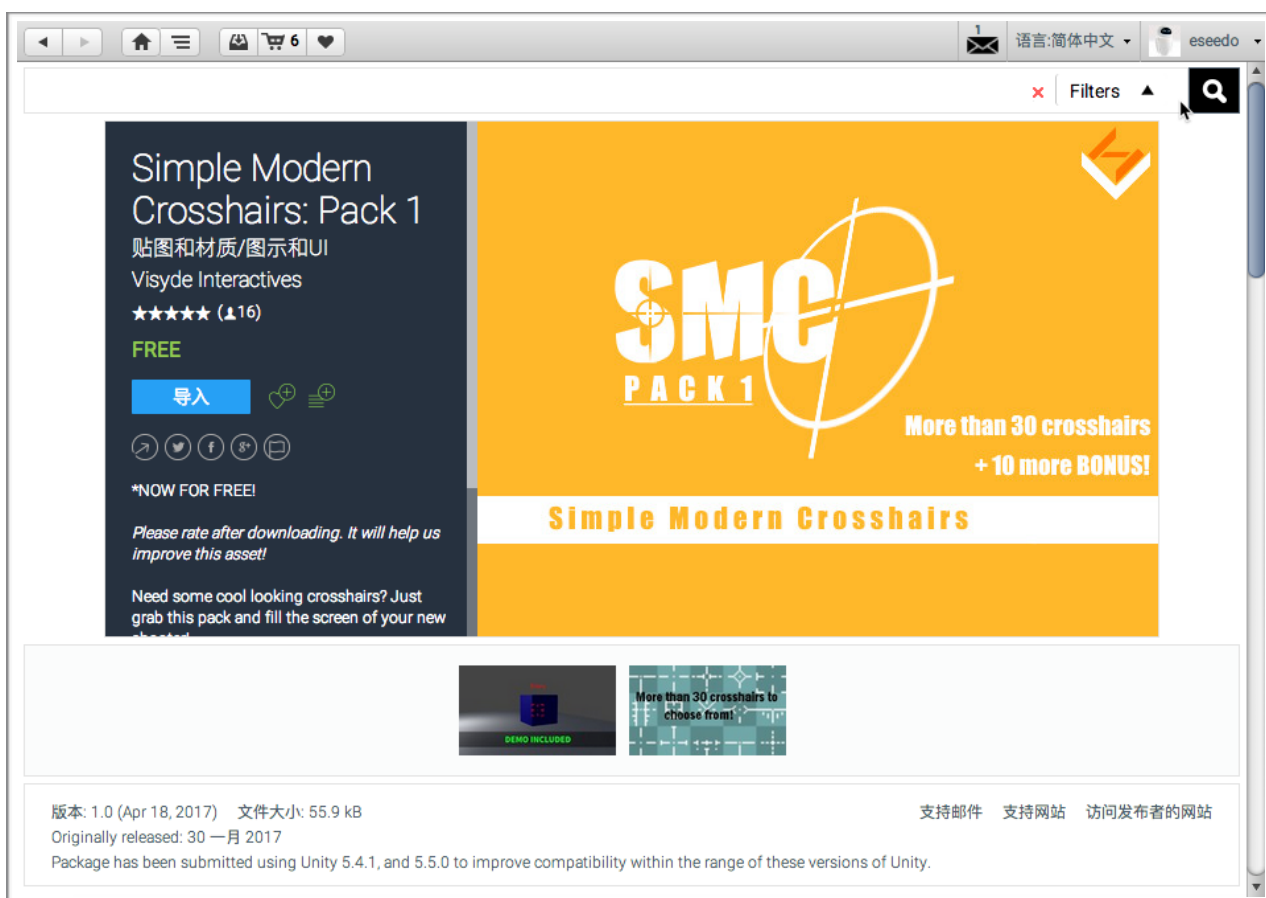 6
1
语言:简体中文
eseedo
Filters
Simple Modern
Crosshairs: Pack 1
贴图和材质/图示和UI
Visyde Interactives
★★★★★ (16)
FREE
导入
*NOW FOR FREE!
Please rate after downloading. It will help us
improve this asset!
Need some cool looking crosshairs? Just
grab this pack and fill the screen of your new
SMC
PACK 1
More than 30 crosshairs
+ 10 more BONUS!
Simple Modern Crosshairs
DEMO INCLUDED
More than 30 crosshairs to
choose from!
版本: 1.0 (Apr 18, 2017) 文件大小: 55.9 kB
支持邮件 支持网站 访问发布者的网站
Originally released: 30 一月 2017
Package has been submitted using Unity 5.4.1, and 5.5.0 to improve compatibility within the range of these versions of Unity.